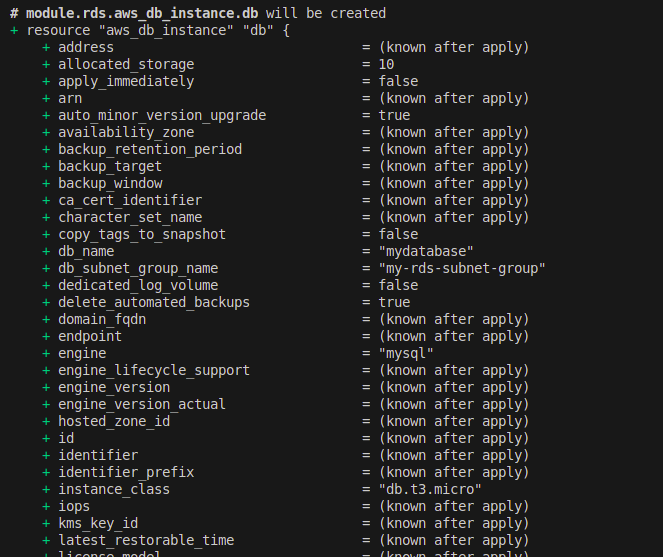 # module.rds.aws_db_instance.db will be created
+ resource "aws_db_instance" "db" {
+ address = (known after apply)
+ allocated_storage = 10
+ apply_immediately = false
+ arn = (known after apply)
+ auto_minor_version_upgrade = true
+ availability_zone = (known after apply)
+ backup_retention_period = (known after apply)
+ backup_target = (known after apply)
+ backup_window = (known after apply)
+ ca_cert_identifier = (known after apply)
+ character_set_name = (known after apply)
+ copy_tags_to_snapshot = false
+ db_name = "mydatabase"
+ db_subnet_group_name = "my-rds-subnet-group"
+ dedicated_log_volume = false
+ delete_automated_backups = true
+ domain_fqdn = (known after apply)
+ endpoint = (known after apply)
+ engine = "mysql"
+ engine_lifecycle_support = (known after apply)
+ engine_version = (known after apply)
+ engine_version_actual = (known after apply)
+ hosted_zone_id = (known after apply)
+ id = (known after apply)
+ identifier = (known after apply)
+ identifier_prefix = (known after apply)
+ instance_class = "db.t3.micro"
+ iops = (known after apply)
+ kms_key_id = (known after apply)
+ latest_restorable_time = (known after apply)
+ license_model = (known after apply)